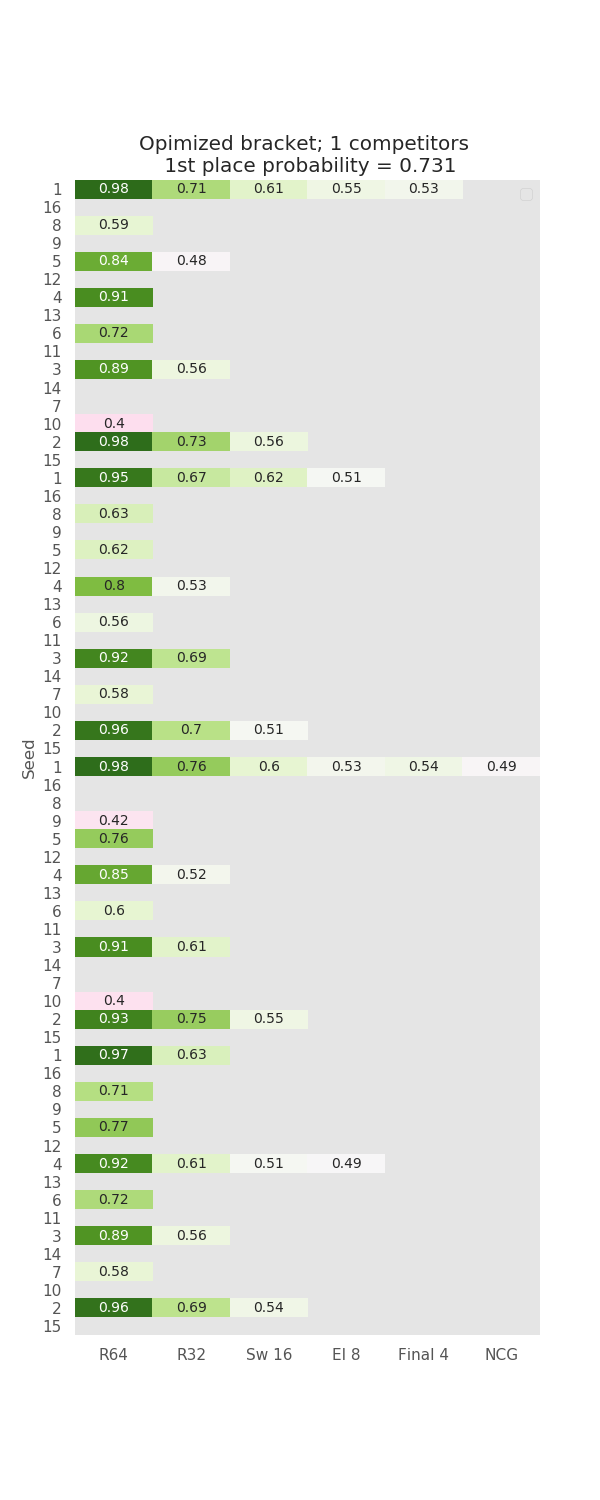 Opimized bracket; 1 competitors
1st place probability = 0.731
1 0.98 0.71 0.61 0.55 0.53
16
8 0.59
9
5 0.84 0.48
12
4 0.91
13
6 0.72
11
3 0.89 0.56
14
7
10 0.4
2 0.98 0.73 0.56
15
1 0.95 0.67 0.62 0.51
16
8 0.63
9
5 0.62
12
4 0.8 0.53
13
6 0.56
11
3 0.92 0.69
14
7 0.58
10
2 0.96 0.7 0.51
15
Seed
1 0.98 0.76 0.6 0.53 0.54 0.49
16
8
9 0.42
5 0.76
12
4 0.85 0.52
13
6 0.6
11
3 0.91 0.61
14
7
10 0.4
2 0.93 0.75 0.55
15
1 0.97 0.63
16
8 0.71
9
5 0.77
12
4 0.92 0.61 0.51 0.49
13
6 0.72
11
3 0.89 0.56
14
7 0.58
10
2 0.96 0.69 0.54
15
R64 R32 Sw 16 El 8 Final 4 NCG